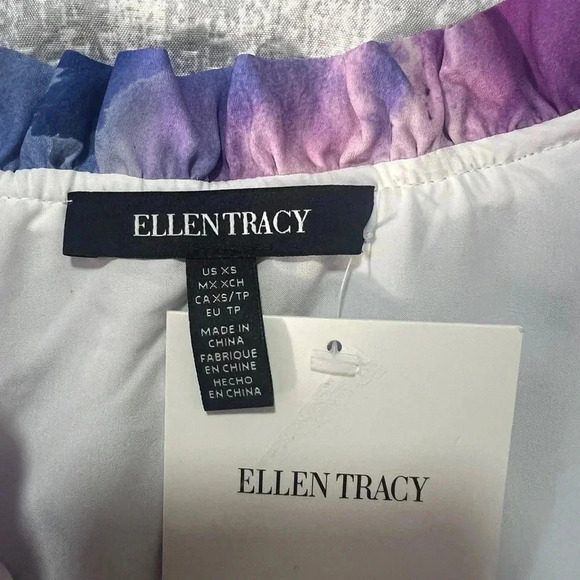 ELLEN TRACY
US XS
MX XCH
CA XS/TP
EU TP
MADE IN
CHINA
FABRIQUE
EN CHINE
HECHO
EN CHINA
ELLEN TRACY